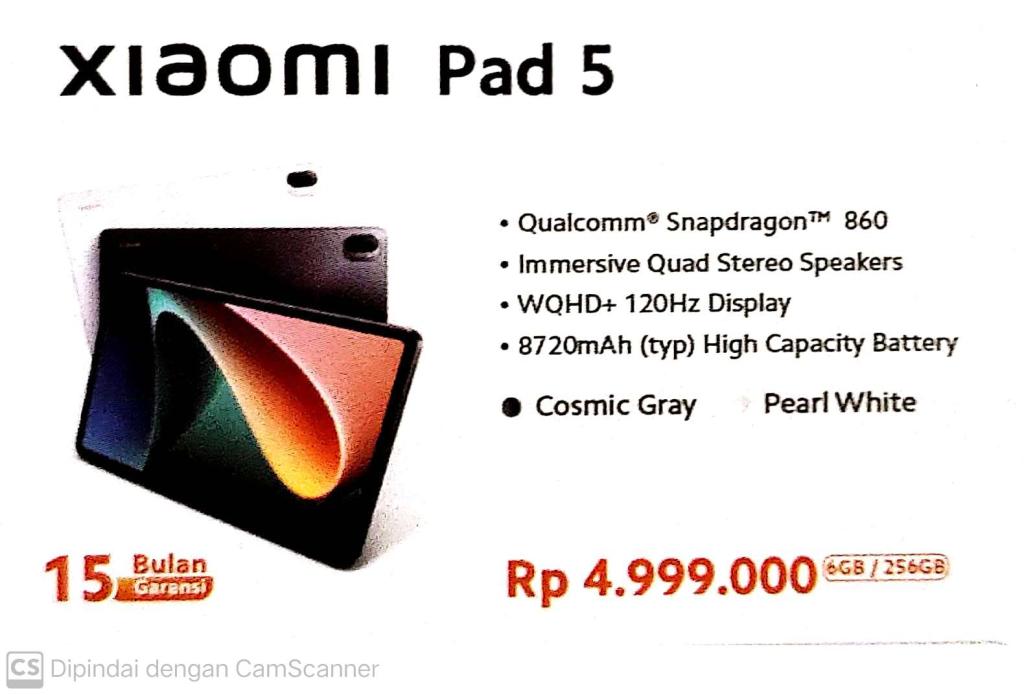 xiaomi Pad 5
• Qualcomm® Snapdragon™ 860
• Immersive Quad Stereo Speakers
• WQHD+ 120Hz Display
• 8720mAh (typ) High Capacity Battery
Cosmic Gray Pearl White
15 Bulan
Garansi
Rp 4.999.000 6GB / 256GB
CS Dipindai dengan CamScanner